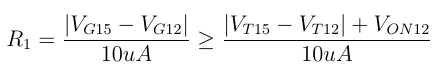 R_1 = \frac{|V_{G15} - V_{G12}|}{10uA} \geq \frac{|V_{T15} - V_{T12}| + V_{ON12}}{10uA}